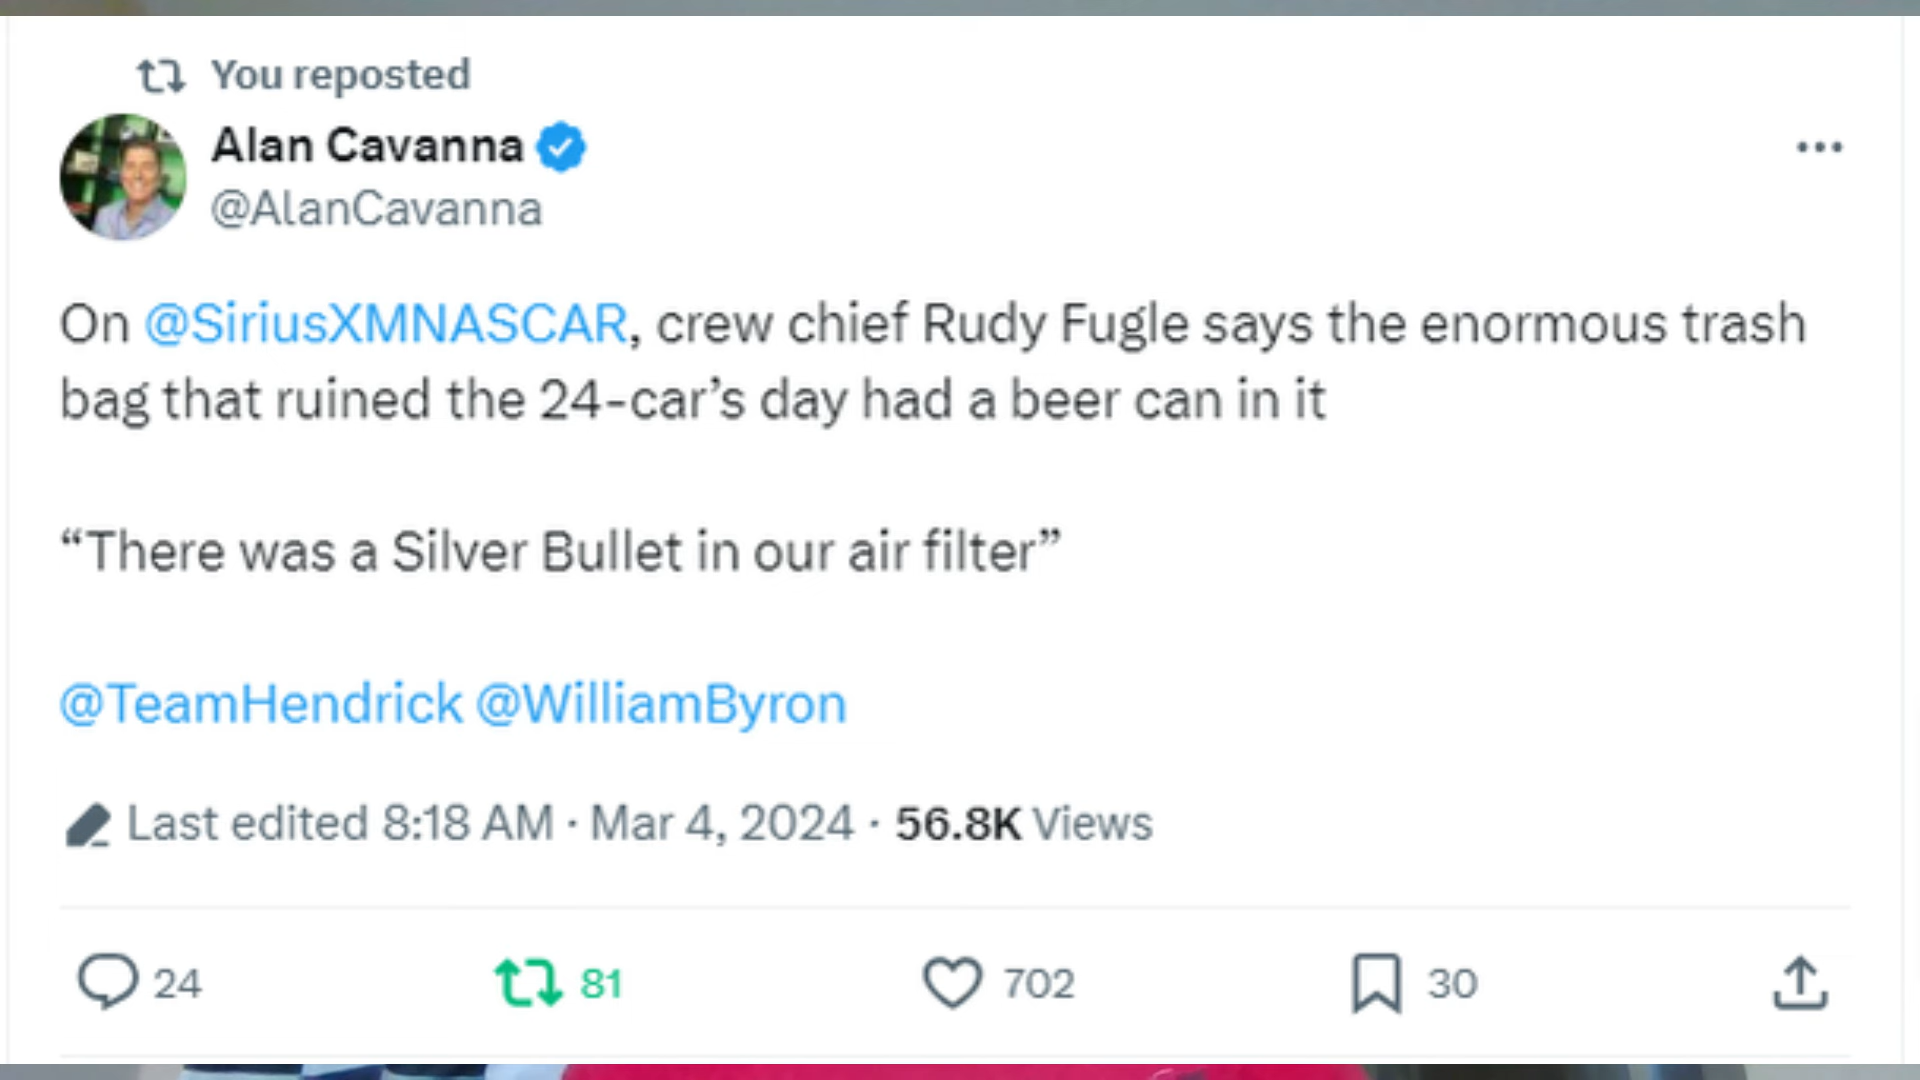 You reposted
Alan Cavanna
@AlanCavanna
On @SiriusXMNASCAR, crew chief Rudy Fugle says the enormous trash
bag that ruined the 24-car’s day had a beer can in it
“There was a Silver Bullet in our air filter”
@TeamHendrick @WilliamByron
Last edited 8:18 AM · Mar 4, 2024 · 56.8K Views
24 81 702 30